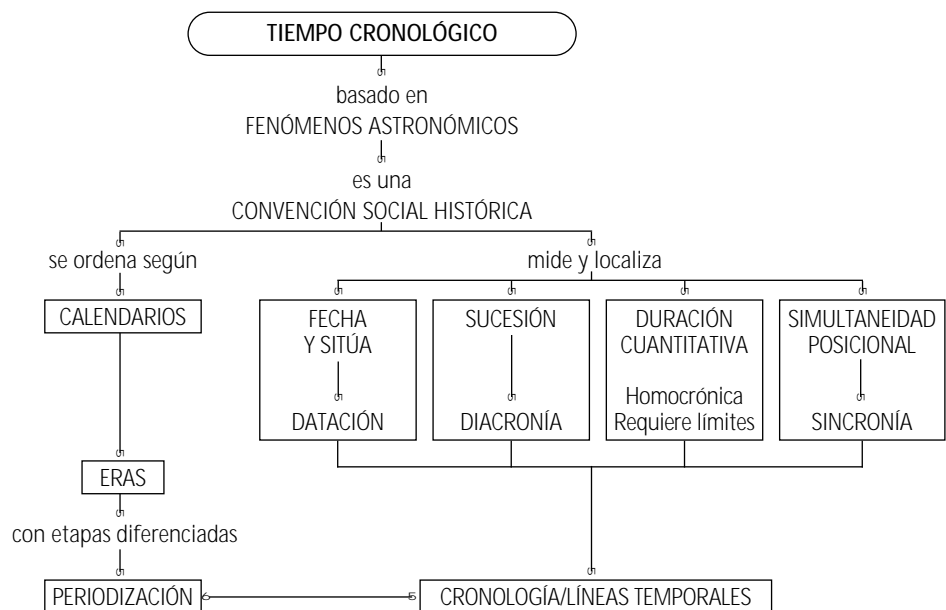 TIEMPO CRONOLÓGICO
basado en
FENÓMENOS ASTRONÓMICOS
es una
CONVENCIÓN SOCIAL HISTÓRICA
se ordena según
mide y localiza
CALENDARIOS
ERAS
con etapas diferenciadas
PERIODIZACIÓN
FECHA
Y SITÚA
DATACIÓN
SUCESIÓN
DIACRONÍA
DURACIÓN
CUANTITATIVA
Homocrónica
Requiere límites
SIMULTANEIDAD
POSICIONAL
SINCRONÍA
CRONOLOGÍA/LÍNEAS TEMPORALES